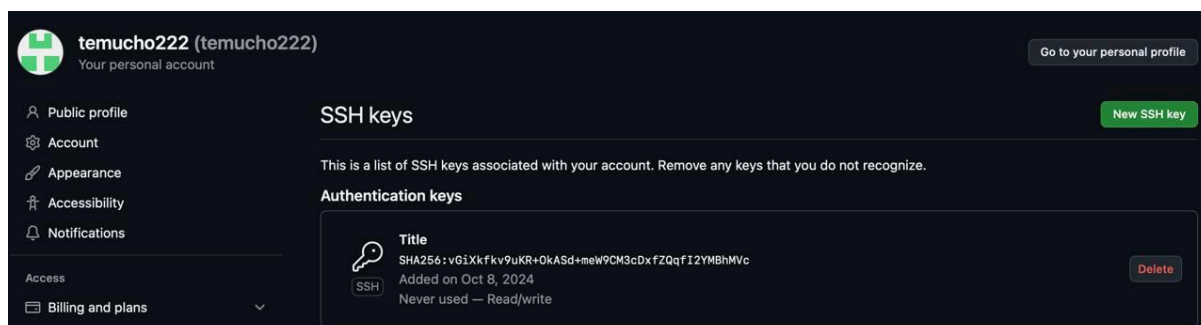 temucho222 (temucho222)
Your personal account
Go to your personal profile
Public profile
Account
Appearance
Accessibility
Notifications
Access
Billing and plans
SSH keys
New SSH key
This is a list of SSH keys associated with your account. Remove any keys that you do not recognize.
Authentication keys
Title
SHA256:vGiXkfkv9uKR+OkASd+meW9CM3cDxfZQqfI2YMBhMVc
Added on Oct 8, 2024
Never used — Read/write
SSH
Delete